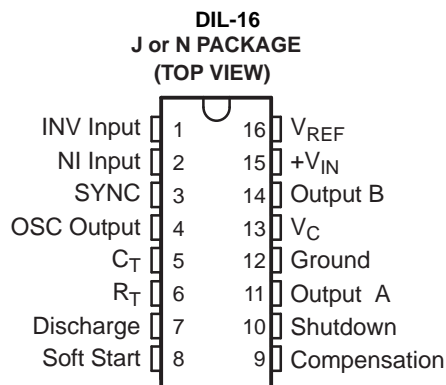 DIL-16
J or N PACKAGE
(TOP VIEW)
INV Input 1 16 VREF
NI Input 2 15 +VIN
SYNC 3 14 Output B
OSC Output 4 13 VC
CT 5 12 Ground
RT 6 11 Output A
Discharge 7 10 Shutdown
Soft Start 8 9 Compensation